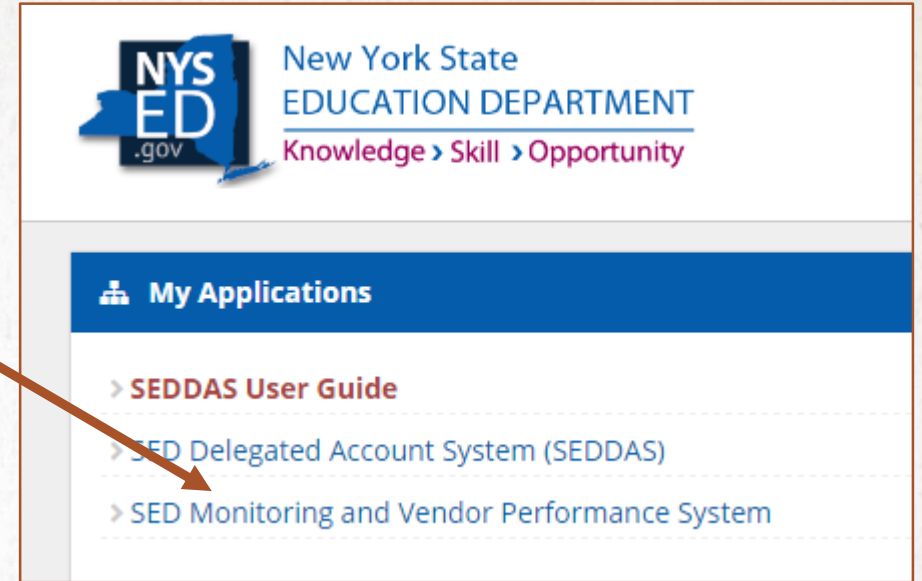 NYS
ED
.gov
New York State
EDUCATION DEPARTMENT
Knowledge › Skill › Opportunity
My Applications
› SEDDAS User Guide
› SED Delegated Account System (SEDDAS)
› SED Monitoring and Vendor Performance System